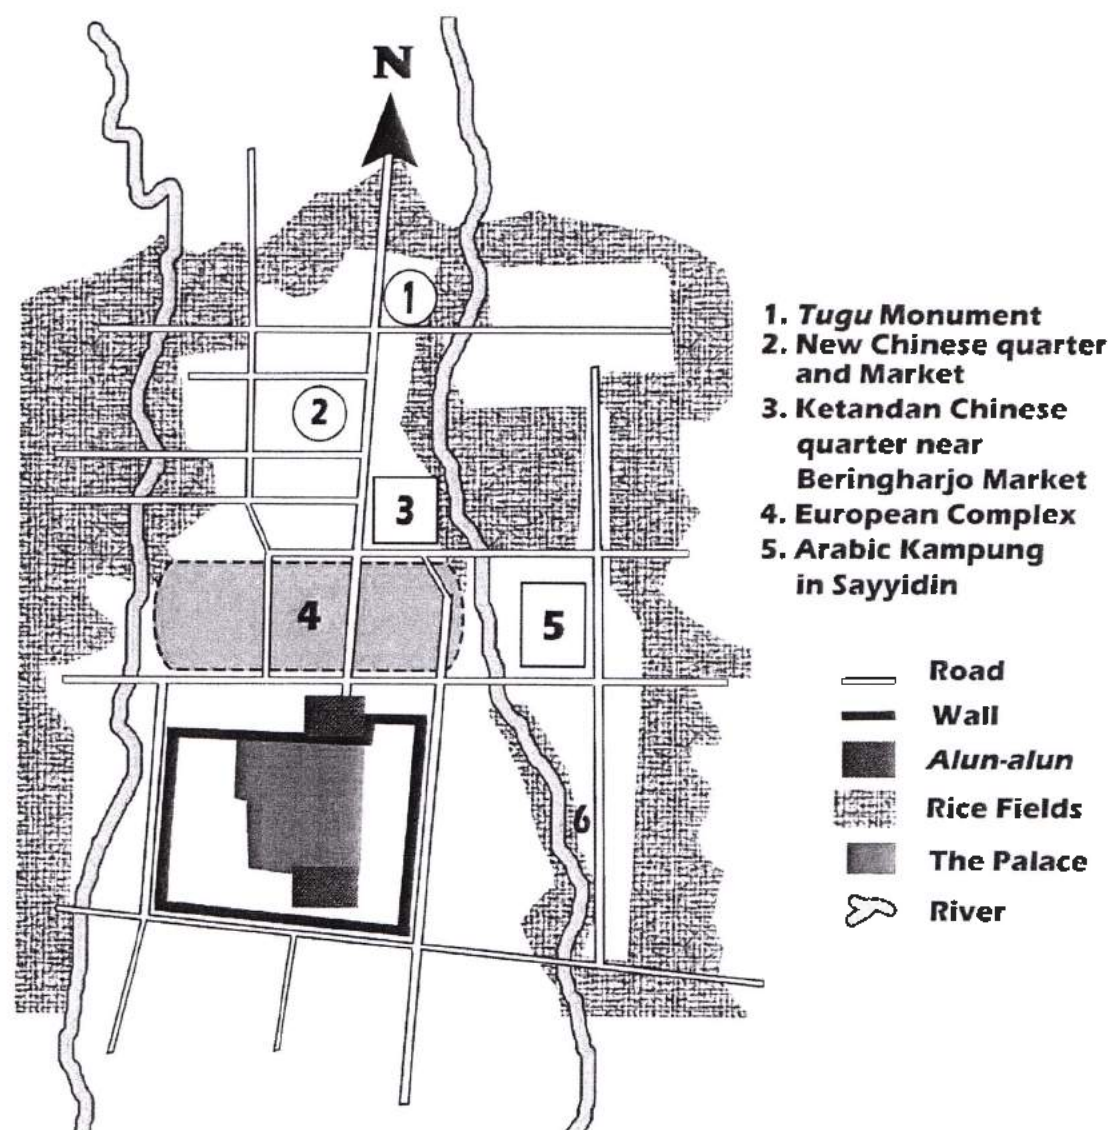 N
1
2
3
4
5
6
1. Tugu Monument
2. New Chinese quarter
and Market
3. Ketandan Chinese
quarter near
Beringharjo Market
4. European Complex
5. Arabic Kampung
in Sayyidin
Road
Wall
Alun-alun
Rice Fields
The Palace
River